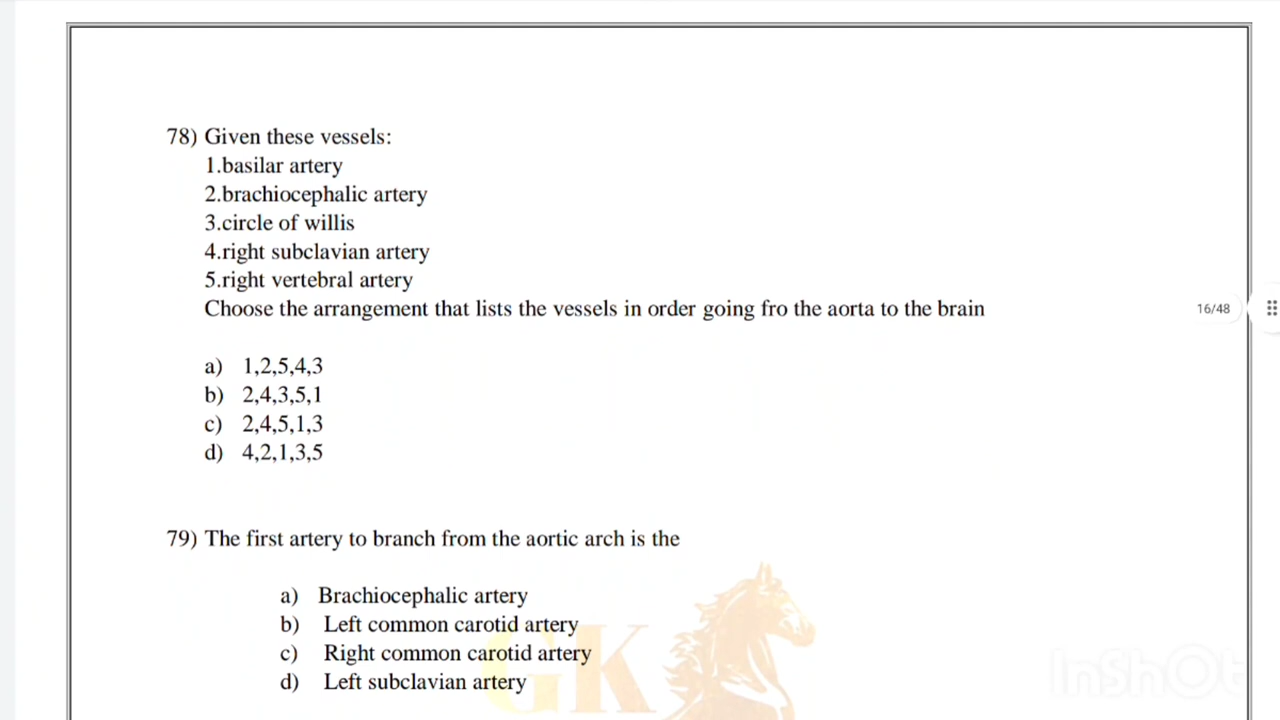 78) Given these vessels:
1.basilar artery
2.brachiocephalic artery
3.circle of willis
4.right subclavian artery
5.right vertebral artery
Choose the arrangement that lists the vessels in order going fro the aorta to the brain
16/48
a) 1,2,5,4,3
b) 2,4,3,5,1
c) 2,4,5,1,3
d) 4,2,1,3,5
79) The first artery to branch from the aortic arch is the
a) Brachiocephalic artery
b) Left common carotid artery
c) Right common carotid artery
d) Left subclavian artery
GK
InShOt